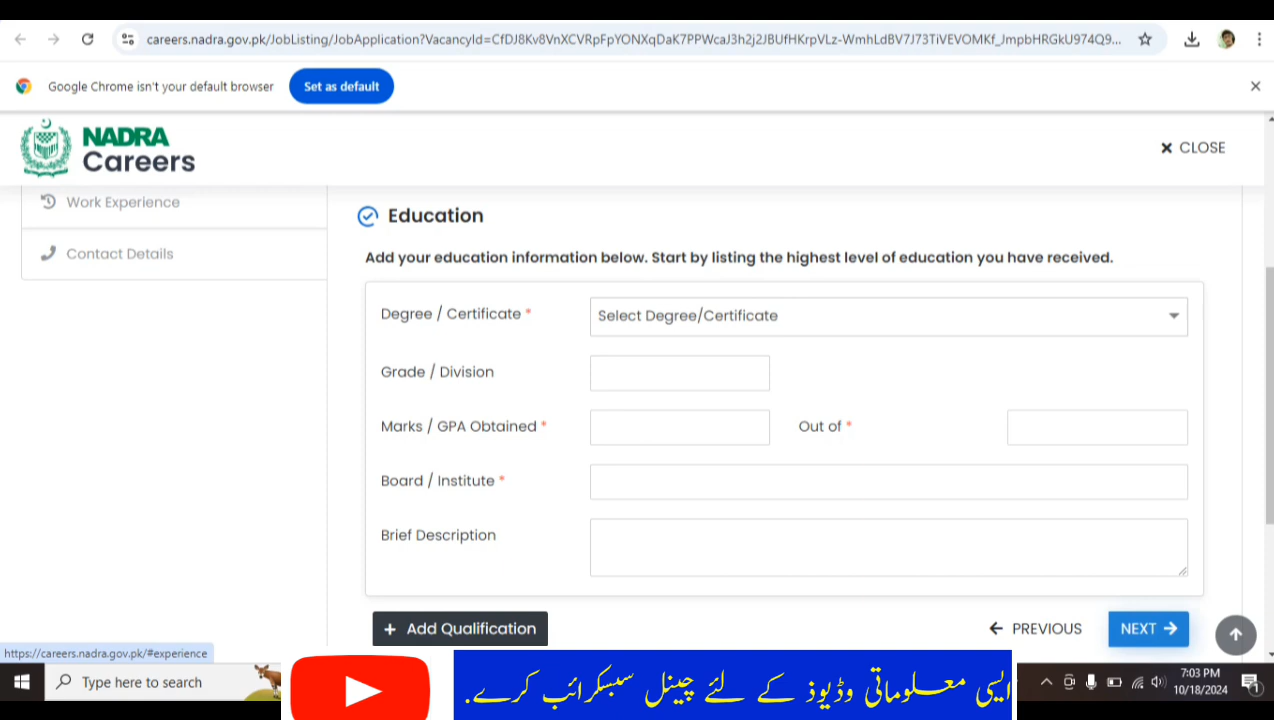 careers.nadra.gov.pk/JobListing/JobApplication?VacancyId=CfDJ8Kv8VnXCVRpFpYONXqDaK7PPWcaJ3h2j2JBUfHKrpVLz-WmhLdBV7J73TiVEVOMKf_JmpbHRGkU974Q9...
Google Chrome isn't your default browser
Set as default
NADRA
Careers
CLOSE
Work Experience
Contact Details
Education
Add your education information below. Start by listing the highest level of education you have received.
Degree / Certificate *
Select Degree/Certificate
Grade / Division
Marks / GPA Obtained *
Out of *
Board / Institute *
Brief Description
+ Add Qualification
PREVIOUS
NEXT
https://careers.nadra.gov.pk/#experience
Type here to search
ایسی معلوماتی وڈیوذ کے لئے چینل سبسکرائب کرے.
7:03 PM
10/18/2024
1